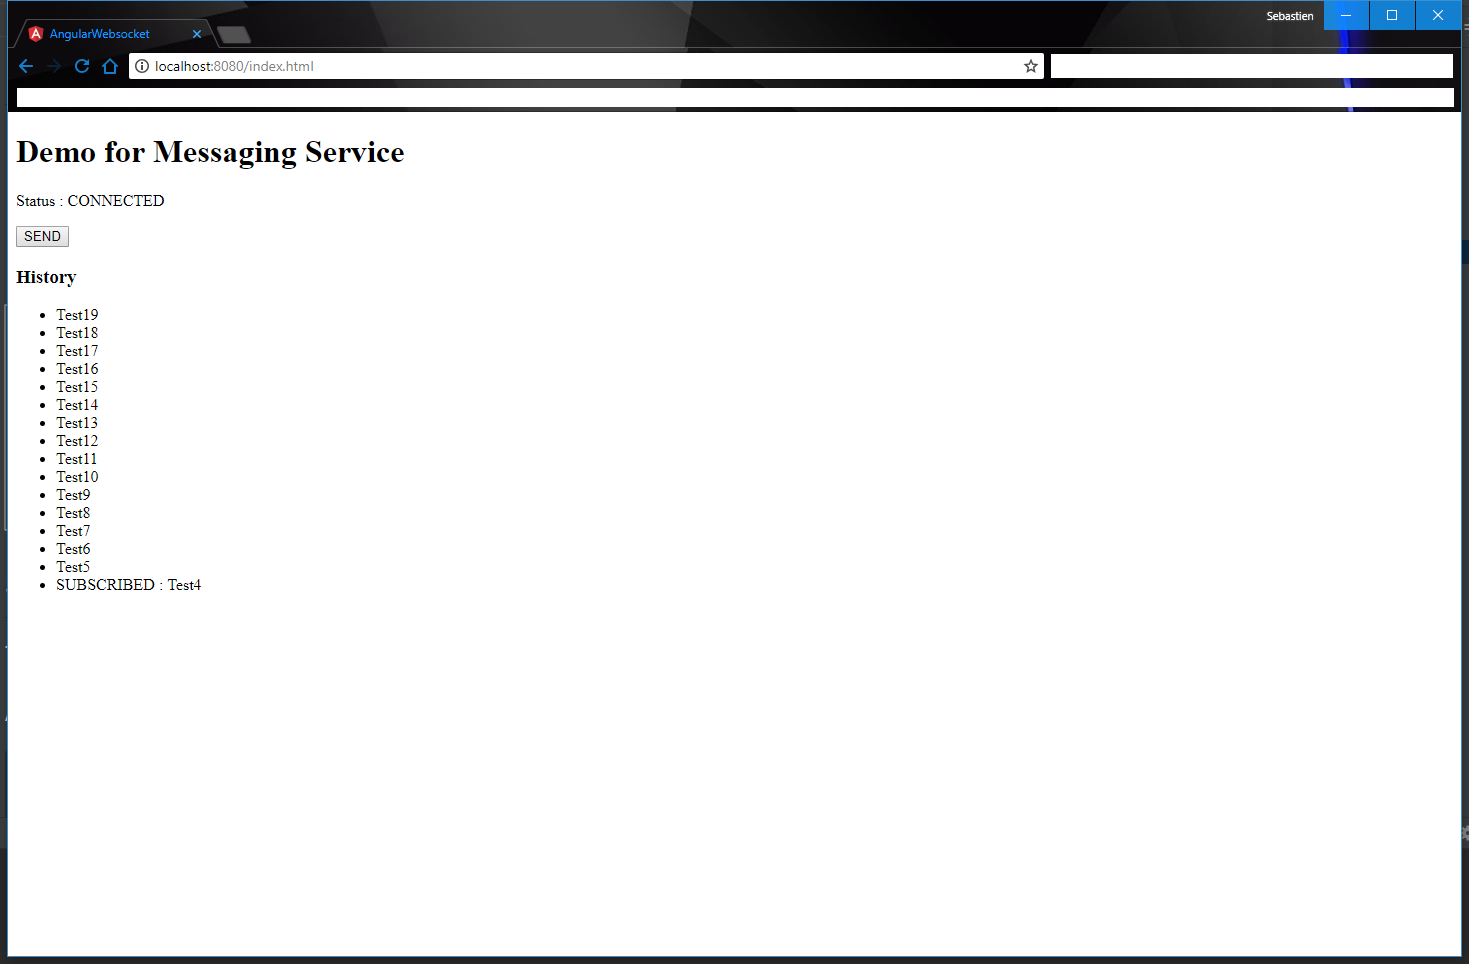 Sebastien
AngularWebsocket
localhost:8080/index.html
Demo for Messaging Service
Status : CONNECTED
SEND
History
Test19
Test18
Test17
Test16
Test15
Test14
Test13
Test12
Test11
Test10
Test9
Test8
Test7
Test6
Test5
SUBSCRIBED : Test4